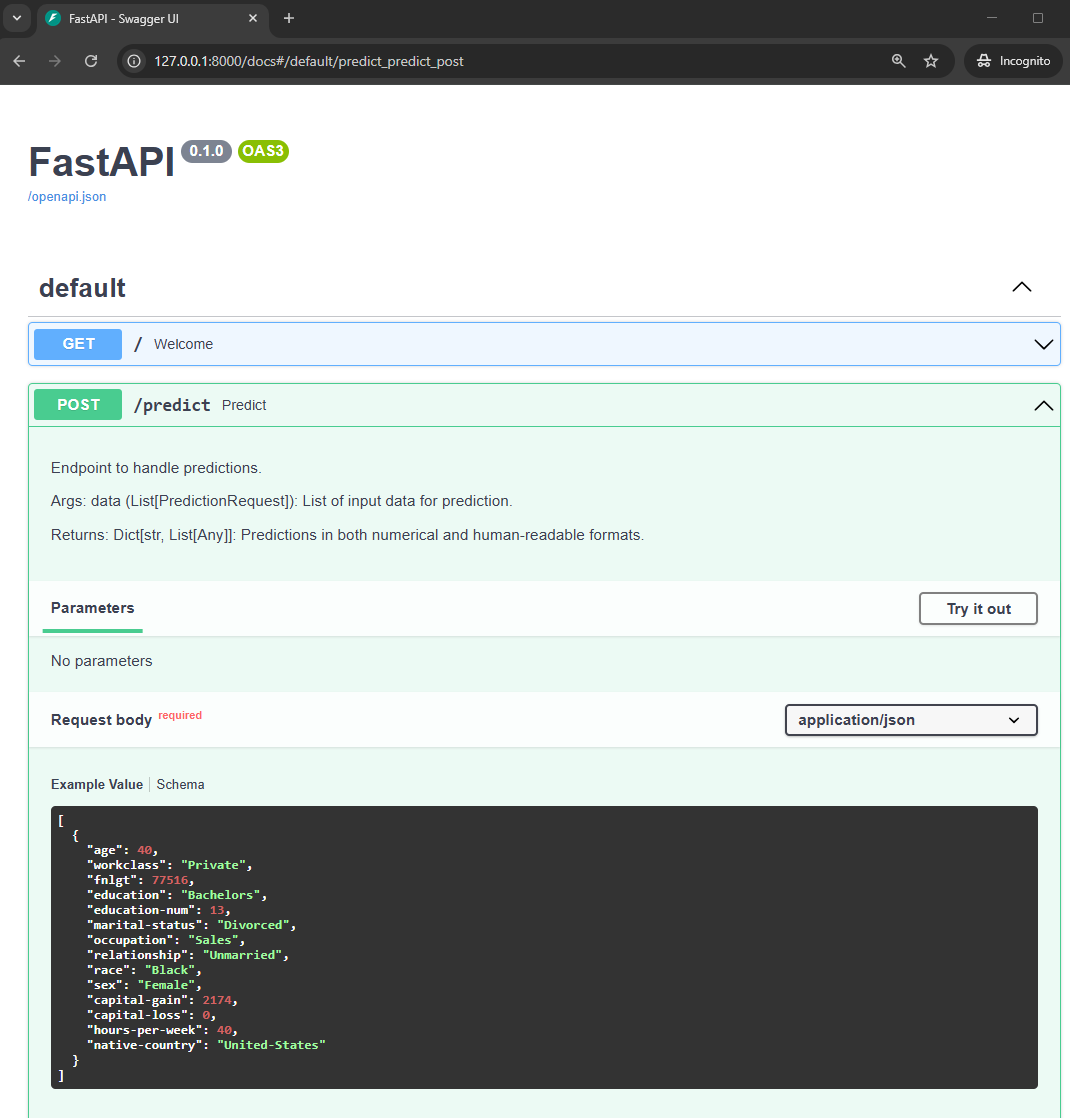 FastAPI - Swagger UI
127.0.0.1:8000/docs#/default/predict_predict_post
Incognito
FastAPI 0.1.0 OAS3
/openapi.json
default
GET / Welcome
POST /predict Predict
Endpoint to handle predictions.
Args: data (List[PredictionRequest]): List of input data for prediction.
Returns: Dict[str, List[Any]]: Predictions in both numerical and human-readable formats.
Parameters Try it out
No parameters
Request body required application/json
Example Value Schema
[
  {
    "age": 40,
    "workclass": "Private",
    "fnlgt": 77516,
    "education": "Bachelors",
    "education-num": 13,
    "marital-status": "Divorced",
    "occupation": "Sales",
    "relationship": "Unmarried",
    "race": "Black",
    "sex": "Female",
    "capital-gain": 2174,
    "capital-loss": 0,
    "hours-per-week": 40,
    "native-country": "United-States"
  }
]